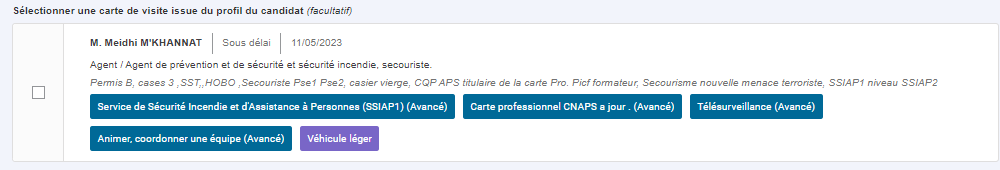 Sélectionner une carte de visite issue du profil du candidat (facultatif)
M. Meidhi M'KHANNAT Sous délai 11/05/2023
Agent / Agent de prévention et de sécurité et sécurité incendie, secouriste.
Permis B, cases 3 ,SST,,HOBO ,Secouriste Pse1 Pse2, casier vierge, CQP APS titulaire de la carte Pro. Picf formateur, Secourisme nouvelle menace terroriste, SSIAP1 niveau SSIAP2
Service de Sécurité Incendie et d'Assistance à Personnes (SSIAP1) (Avancé) Carte professionnel CNAPS a jour . (Avancé) Télésurveillance (Avancé)
Animer, coordonner une équipe (Avancé) Véhicule léger